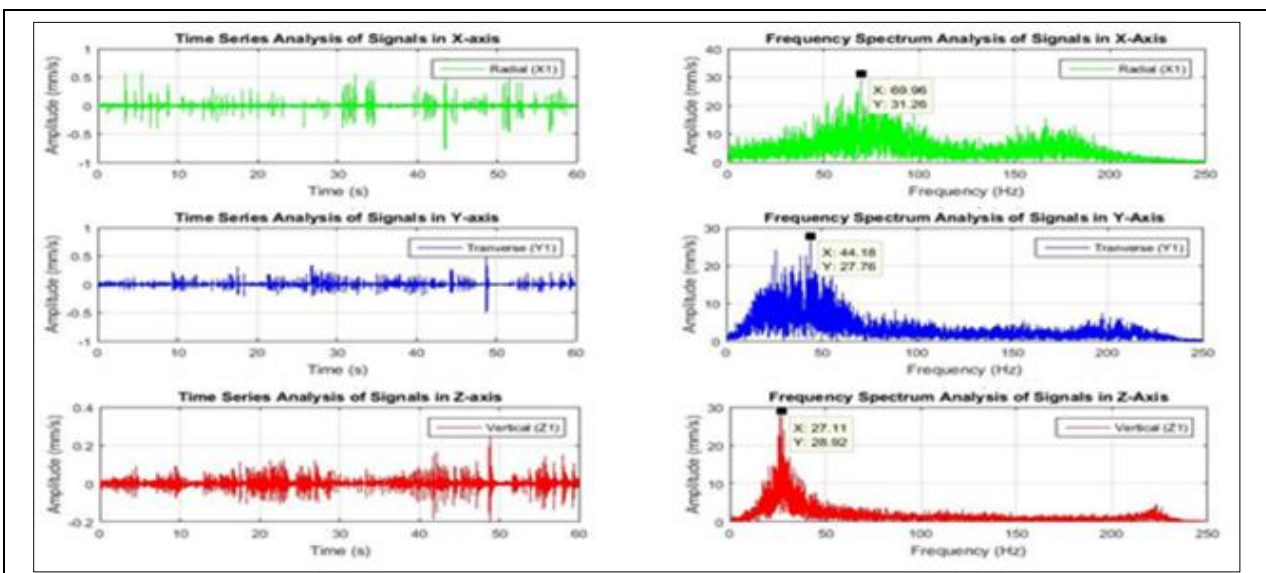 Time Series Analysis of Signals in X-axis
Amplitude (mm/s)
1
0.5
0
-0.5
-1
Radial (X1)
0 10 20 30 40 50 60
Time (s)
Frequency Spectrum Analysis of Signals in X-Axis
Amplitude (mm/s)
40
30
20
10
0
Radial (X1)
X: 69.96
Y: 31.26
0 50 100 150 200 250
Frequency (Hz)
Time Series Analysis of Signals in Y-axis
Amplitude (mm/s)
1
0.5
0
-0.5
-1
Tranverse (Y1)
0 10 20 30 40 50 60
Time (s)
Frequency Spectrum Analysis of Signals in Y-Axis
Amplitude (mm/s)
30
20
10
0
Tranverse (Y1)
X: 44.18
Y: 27.76
0 50 100 150 200 250
Frequency (Hz)
Time Series Analysis of Signals in Z-axis
Amplitude (mm/s)
0.4
0.2
0
-0.2
Vertical (Z1)
0 10 20 30 40 50 60
Time (s)
Frequency Spectrum Analysis of Signals in Z-Axis
Amplitude (mm/s)
30
20
10
0
Vertical (Z1)
X: 27.11
Y: 28.92
0 50 100 150 200 250
Frequency (Hz)